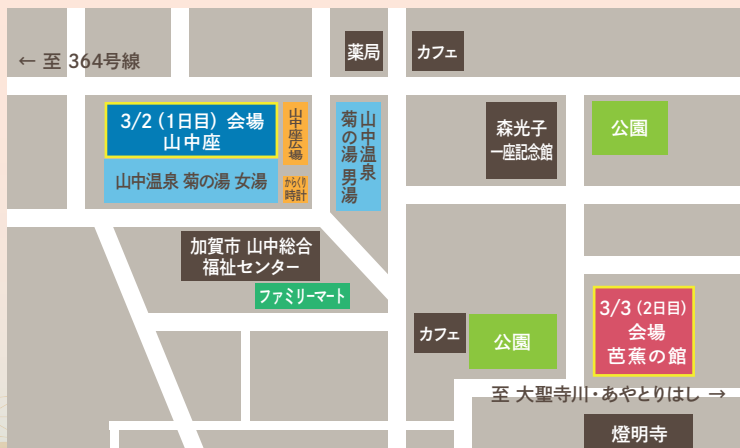 薬局
カフェ
← 至 364号線
3/2 (1日目) 会場
山中座
山中座広場
山中温泉
菊の湯 男湯
森光子
一座記念館
公園
山中温泉 菊の湯 女湯
からくり
時計
加賀市 山中総合
福祉センター
ファミリーマート
3/3 (2日目)
会場
芭蕉の館
カフェ
公園
至 大聖寺川・あやとりはし →
燈明寺